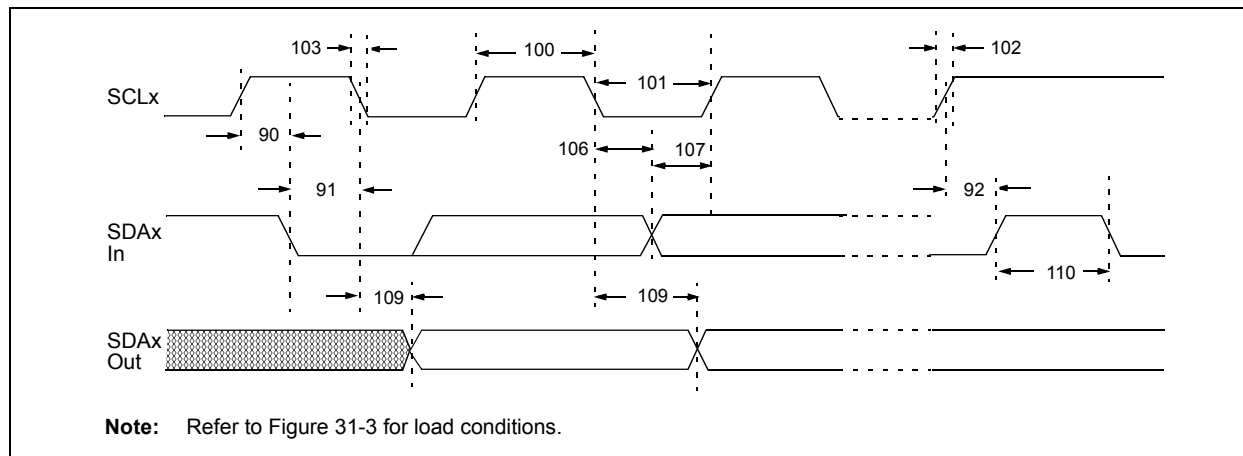 103
100
101
102
SCLx
90
106
107
91
92
SDAx
In
109
109
110
SDAx
Out
Note: Refer to Figure 31-3 for load conditions.